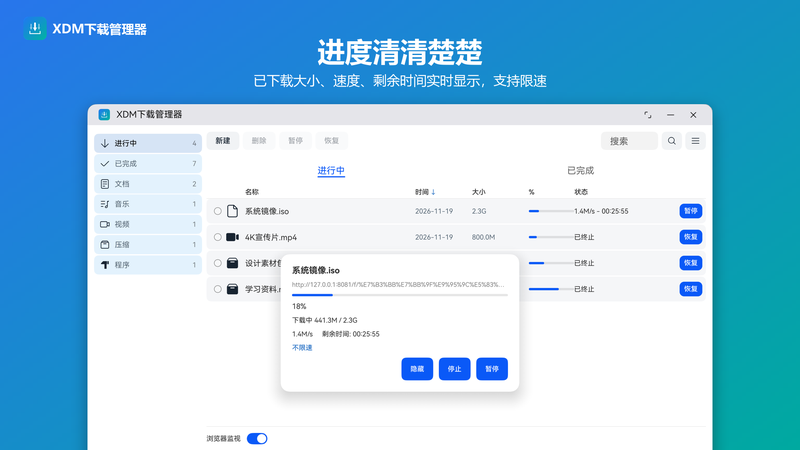 XDM下载管理器
进度清清楚楚
已下载大小、速度、剩余时间实时显示，支持限速
XDM下载管理器
进行中 4
已完成 7
文档 2
音乐 1
视频 1
压缩 1
程序 1
新建 删除 暂停 恢复 搜索
进行中 已完成
名称 时间 ↓ 大小 % 状态
系统镜像.iso 2026-11-19 2.3G 1.4M/s - 00:25:55 暂停
4K宣传片.mp4 2026-11-19 800.0M 已终止 恢复
设计素材 已终止 恢复
学习资料 已终止 恢复
系统镜像.iso
http://127.0.0.1:8081/f/%E7%B3%BB%E7%BB%9F%E9%95%9C%E5%83%...
18%
下载中 441.3M / 2.3G
1.4M/s 剩余时间: 00:25:55
不限速
隐藏 停止 暂停
浏览器监视